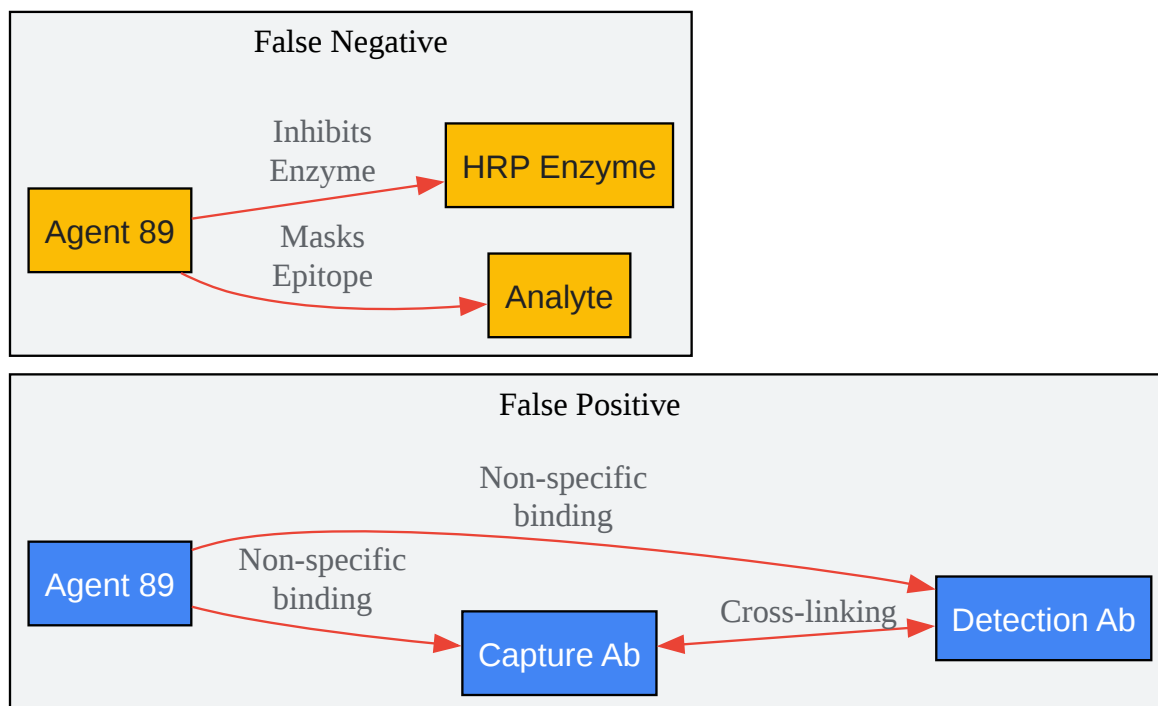 False Negative
Inhibits
Enzyme
HRP Enzyme
Agent 89
Masks
Epitope
Analyte
False Positive
Non-specific
binding
Agent 89
Non-specific
binding
Cross-linking
Detection Ab
Capture Ab